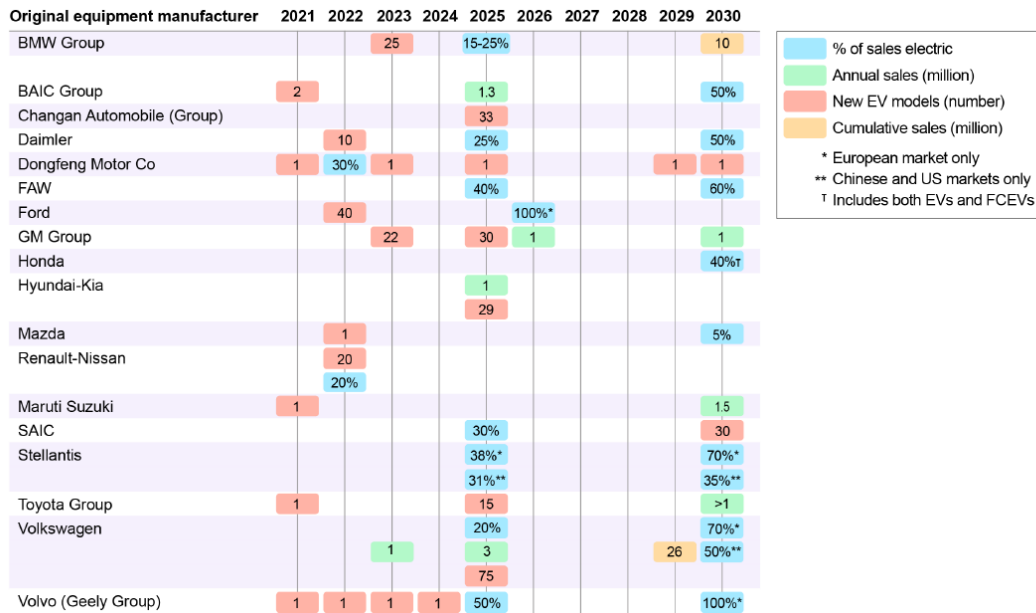 Original equipment manufacturer 2021 2022 2023 2024 2025 2026 2027 2028 2029 2030
BMW Group 25 15-25% 10
BAIC Group 2 1.3 50%
Changan Automobile (Group) 33
Daimler 10 25% 50%
Dongfeng Motor Co 1 30% 1 1 1 1
FAW 40% 60%
Ford 40 100%*
GM Group 22 30 1 1
Honda 40%ᵀ
Hyundai-Kia 1
29
Mazda 1 5%
Renault-Nissan 20
20%
Maruti Suzuki 1 1.5
SAIC 30% 30
Stellantis 38%* 70%*
31%** 35%**
Toyota Group 1 15 >1
Volkswagen 20% 70%*
1 3 26 50%**
75
Volvo (Geely Group) 1 1 1 1 50% 100%*
% of sales electric
Annual sales (million)
New EV models (number)
Cumulative sales (million)
* European market only
** Chinese and US markets only
ᵀ Includes both EVs and FCEVs